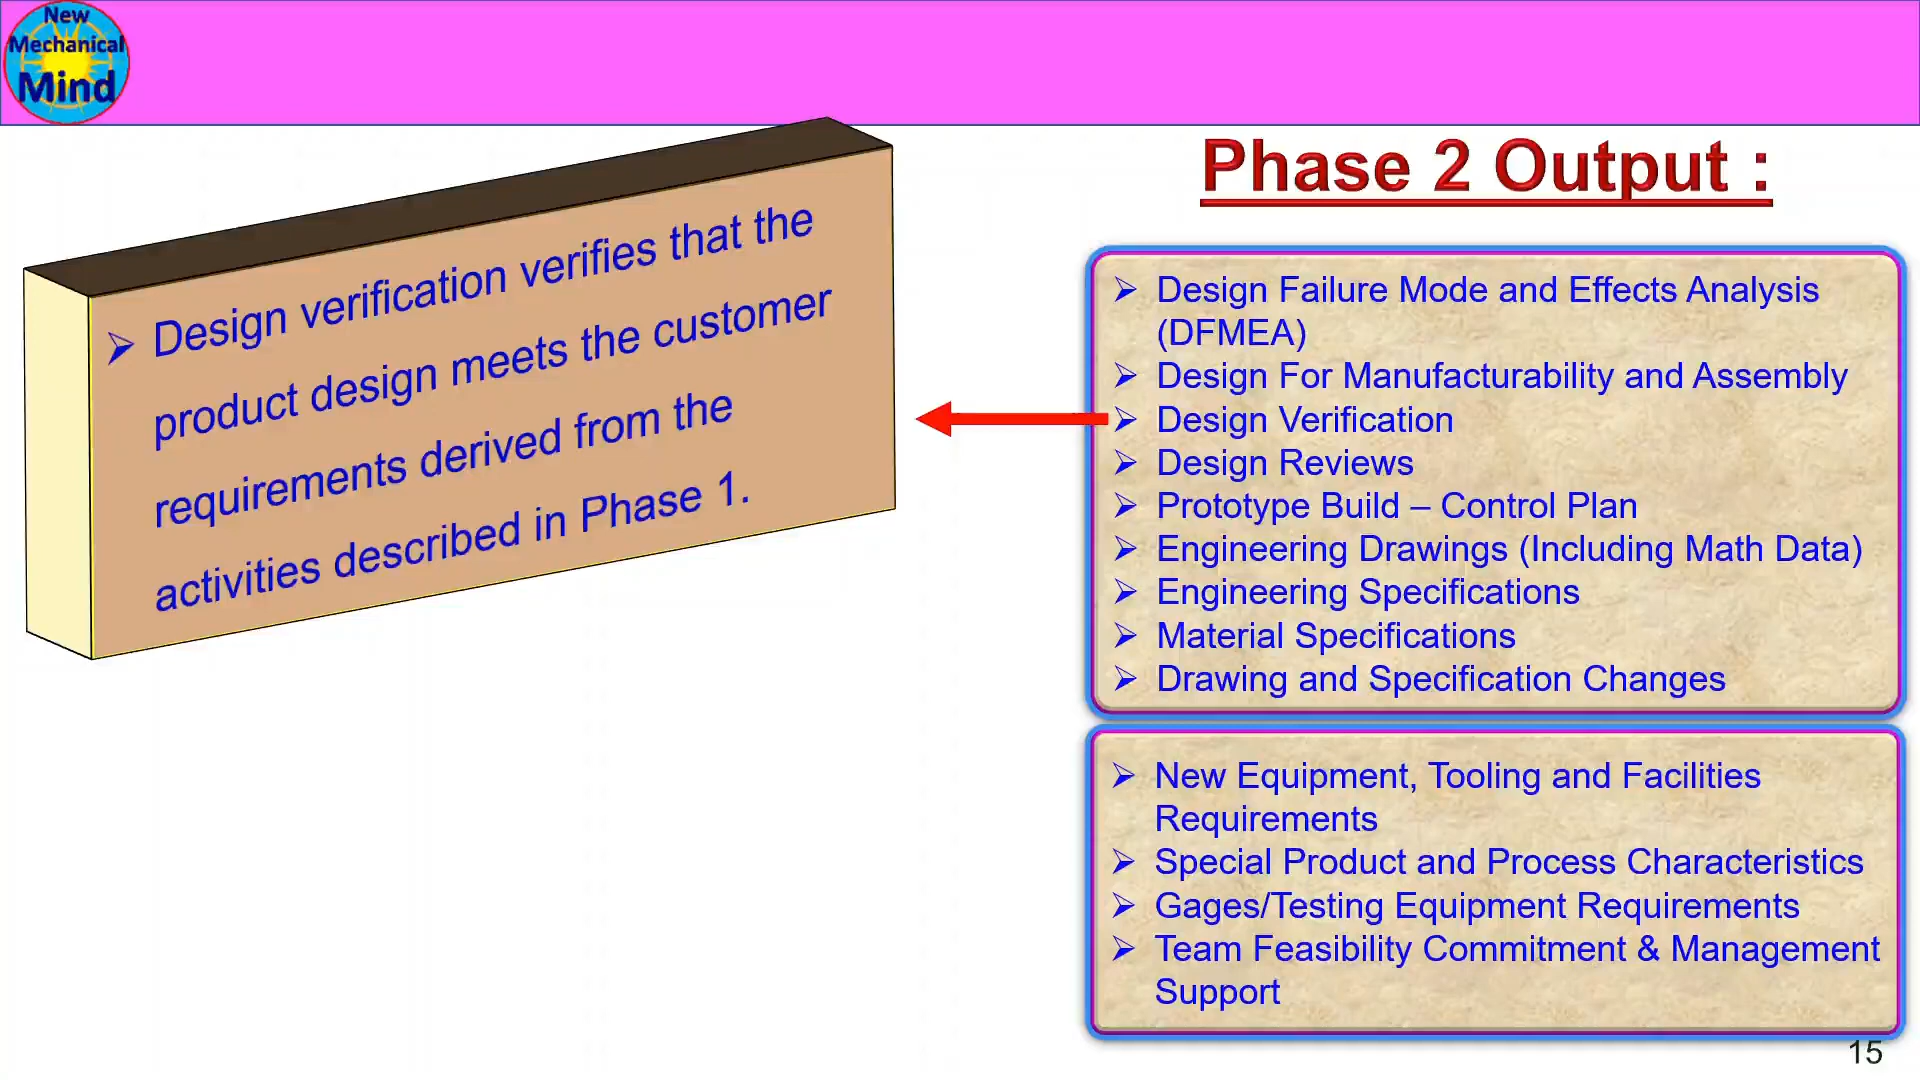 New
Mechanical
Mind
Phase 2 Output :
➢ Design verification verifies that the
product design meets the customer
requirements derived from the
activities described in Phase 1.
➢ Design Failure Mode and Effects Analysis
(DFMEA)
➢ Design For Manufacturability and Assembly
➢ Design Verification
➢ Design Reviews
➢ Prototype Build – Control Plan
➢ Engineering Drawings (Including Math Data)
➢ Engineering Specifications
➢ Material Specifications
➢ Drawing and Specification Changes
➢ New Equipment, Tooling and Facilities
Requirements
➢ Special Product and Process Characteristics
➢ Gages/Testing Equipment Requirements
➢ Team Feasibility Commitment & Management
Support
15